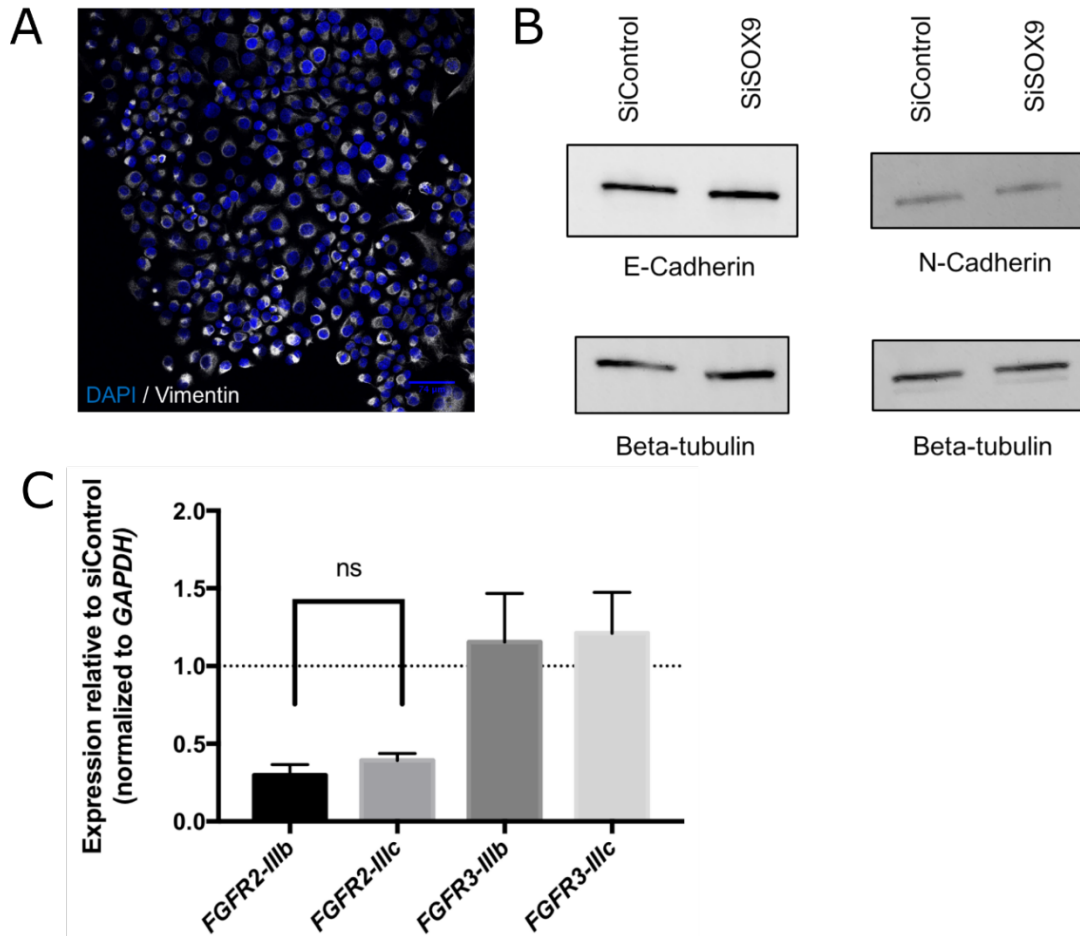 A
DAPI / Vimentin
B
SiControl
SiSOX9
SiControl
SiSOX9
E-Cadherin
N-Cadherin
Beta-tubulin
Beta-tubulin
C
Expression relative to siControl
(normalized to GAPDH)
2.0
1.5
1.0
0.5
0.0
ns
FGFR2-IIIb
FGFR2-IIIc
FGFR3-IIIb
FGFR3-IIIc